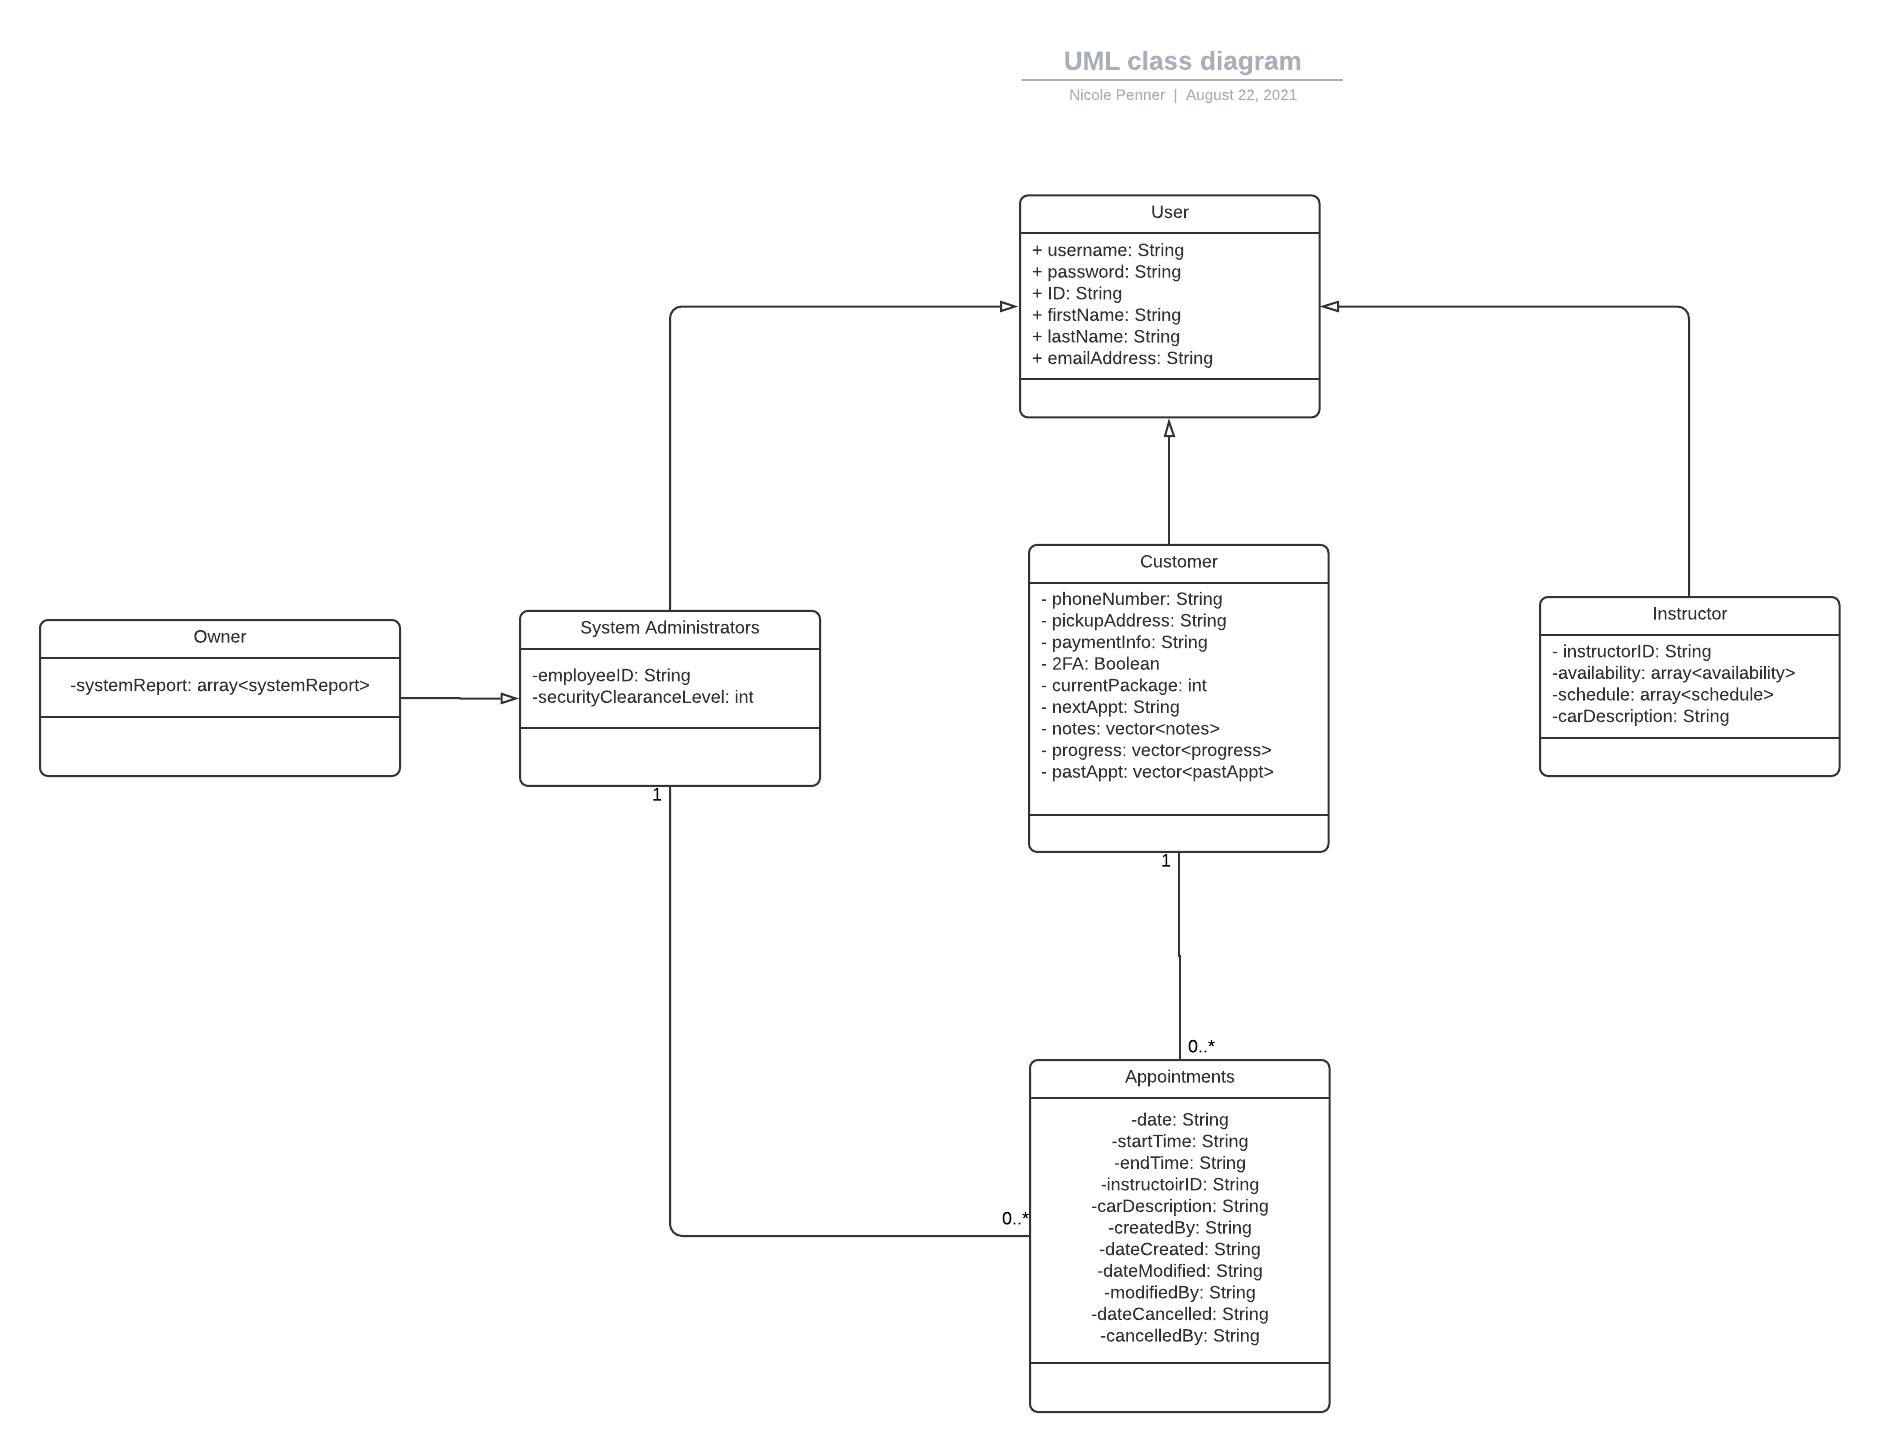 UML class diagram
Nicole Penner | August 22, 2021
User
+ username: String
+ password: String
+ ID: String
+ firstName: String
+ lastName: String
+ emailAddress: String
Owner
-systemReport: array<systemReport>
System Administrators
-employeeID: String
-securityClearanceLevel: int
1
Customer
- phoneNumber: String
- pickupAddress: String
- paymentInfo: String
- 2FA: Boolean
- currentPackage: int
- nextAppt: String
- notes: vector<notes>
- progress: vector<progress>
- pastAppt: vector<pastAppt>
1
Instructor
- instructorID: String
-availability: array<availability>
-schedule: array<schedule>
-carDescription: String
0..*
Appointments
-date: String
-startTime: String
-endTime: String
-instructoirID: String
-carDescription: String
-createdBy: String
-dateCreated: String
-dateModified: String
-modifiedBy: String
-dateCancelled: String
-cancelledBy: String
0..*